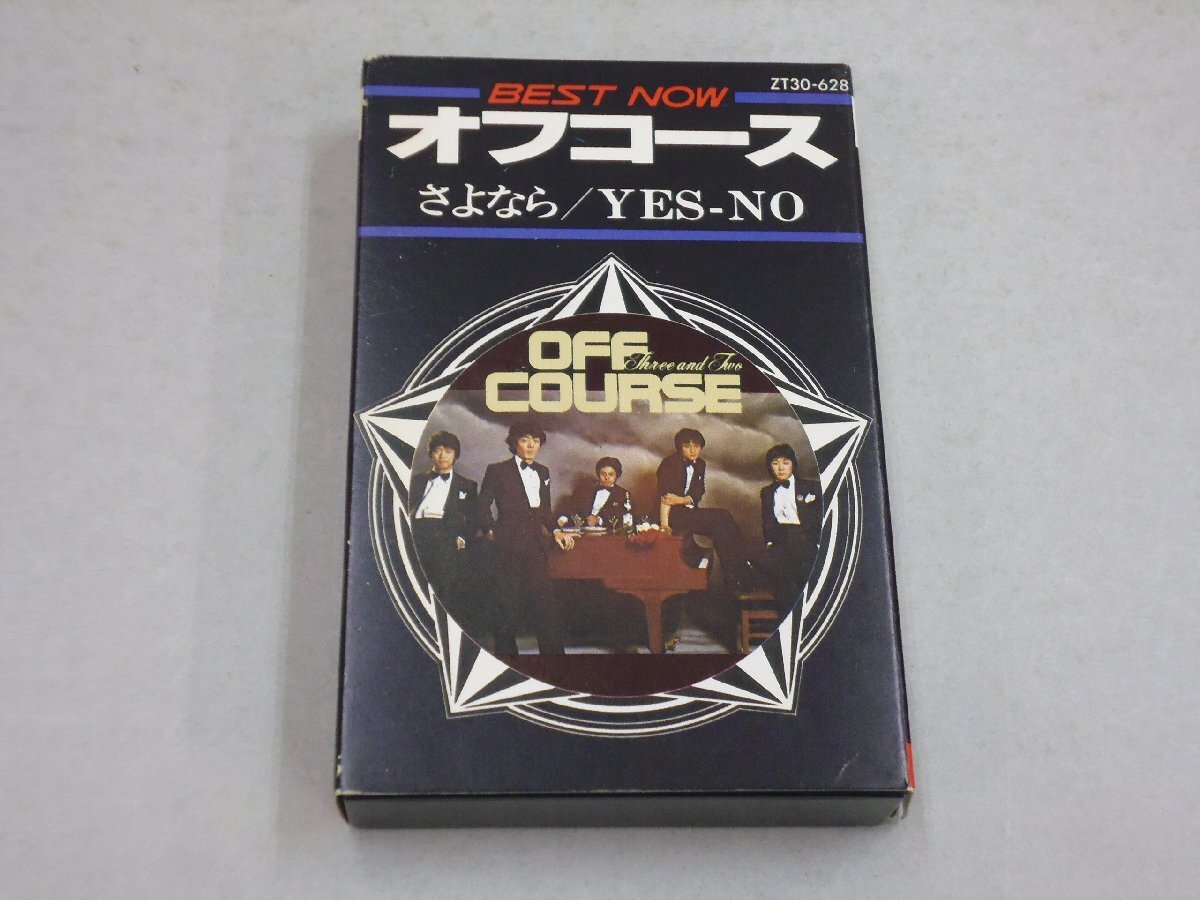 BEST NOW
ZT30-628
オフコース
さよなら/YES-NO
OFF
Three and Two
COURSE